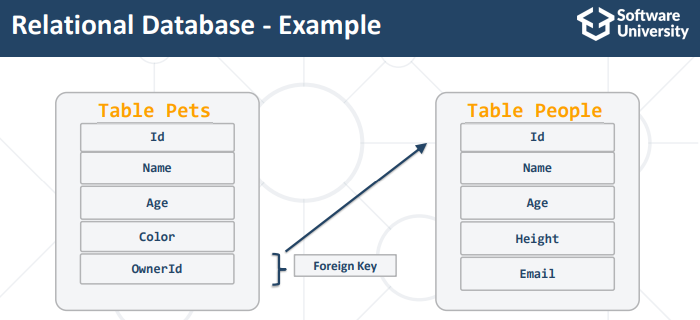 Relational Database - Example
Software
University
Table Pets
Id
Name
Age
Color
OwnerId
Foreign Key
Table People
Id
Name
Age
Height
Email